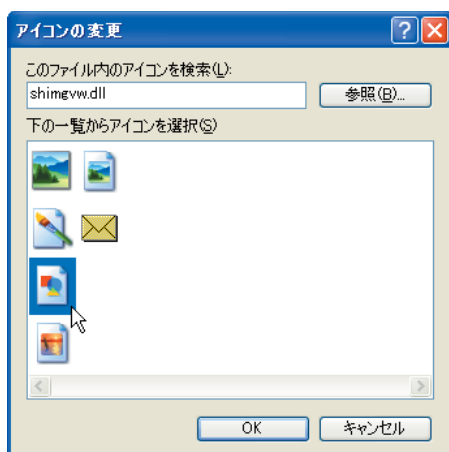 アイコンの変更
このファイル内のアイコンを検索(L):
shimgvw.dll
参照(B)...
下の一覧からアイコンを選択(S)
OK
キャンセル